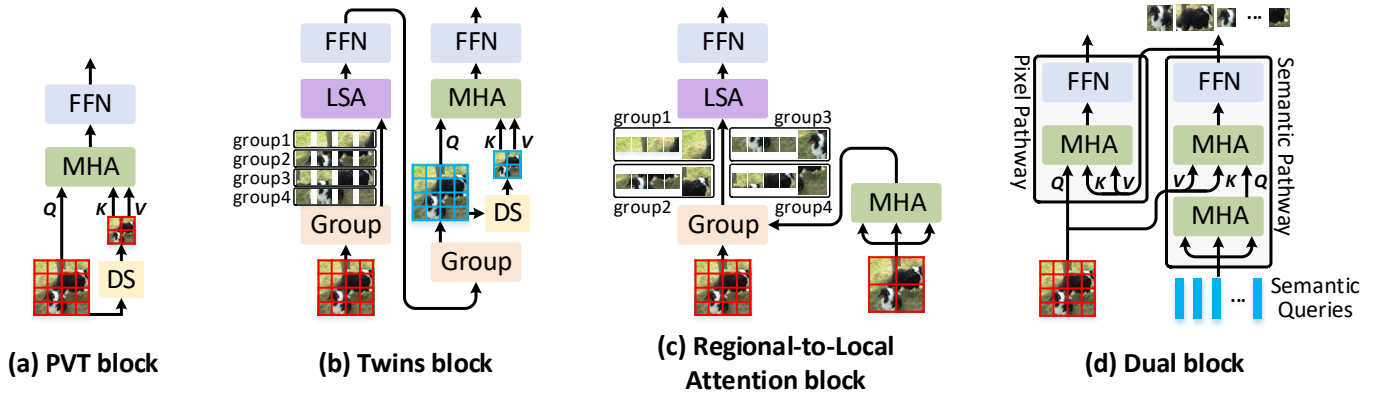 FFN
MHA
Q
K
V
DS
(a) PVT block
FFN
LSA
group1
group2
group3
group4
Group
FFN
MHA
Q
K
V
DS
Group
(b) Twins block
FFN
LSA
group1
group3
group2
group4
Group
MHA
(c) Regional-to-Local
Attention block
...
Pixel Pathway
FFN
MHA
Q
K
V
Semantic Pathway
FFN
MHA
V
K
Q
MHA
...
Semantic
Queries
(d) Dual block